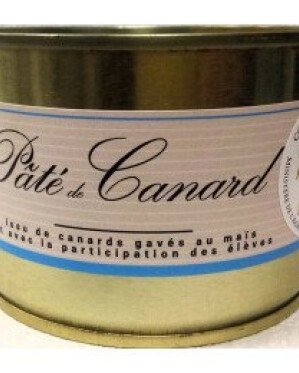 Pâté de Canard
issu de canards gavés au maïs
avec la participation des élèves